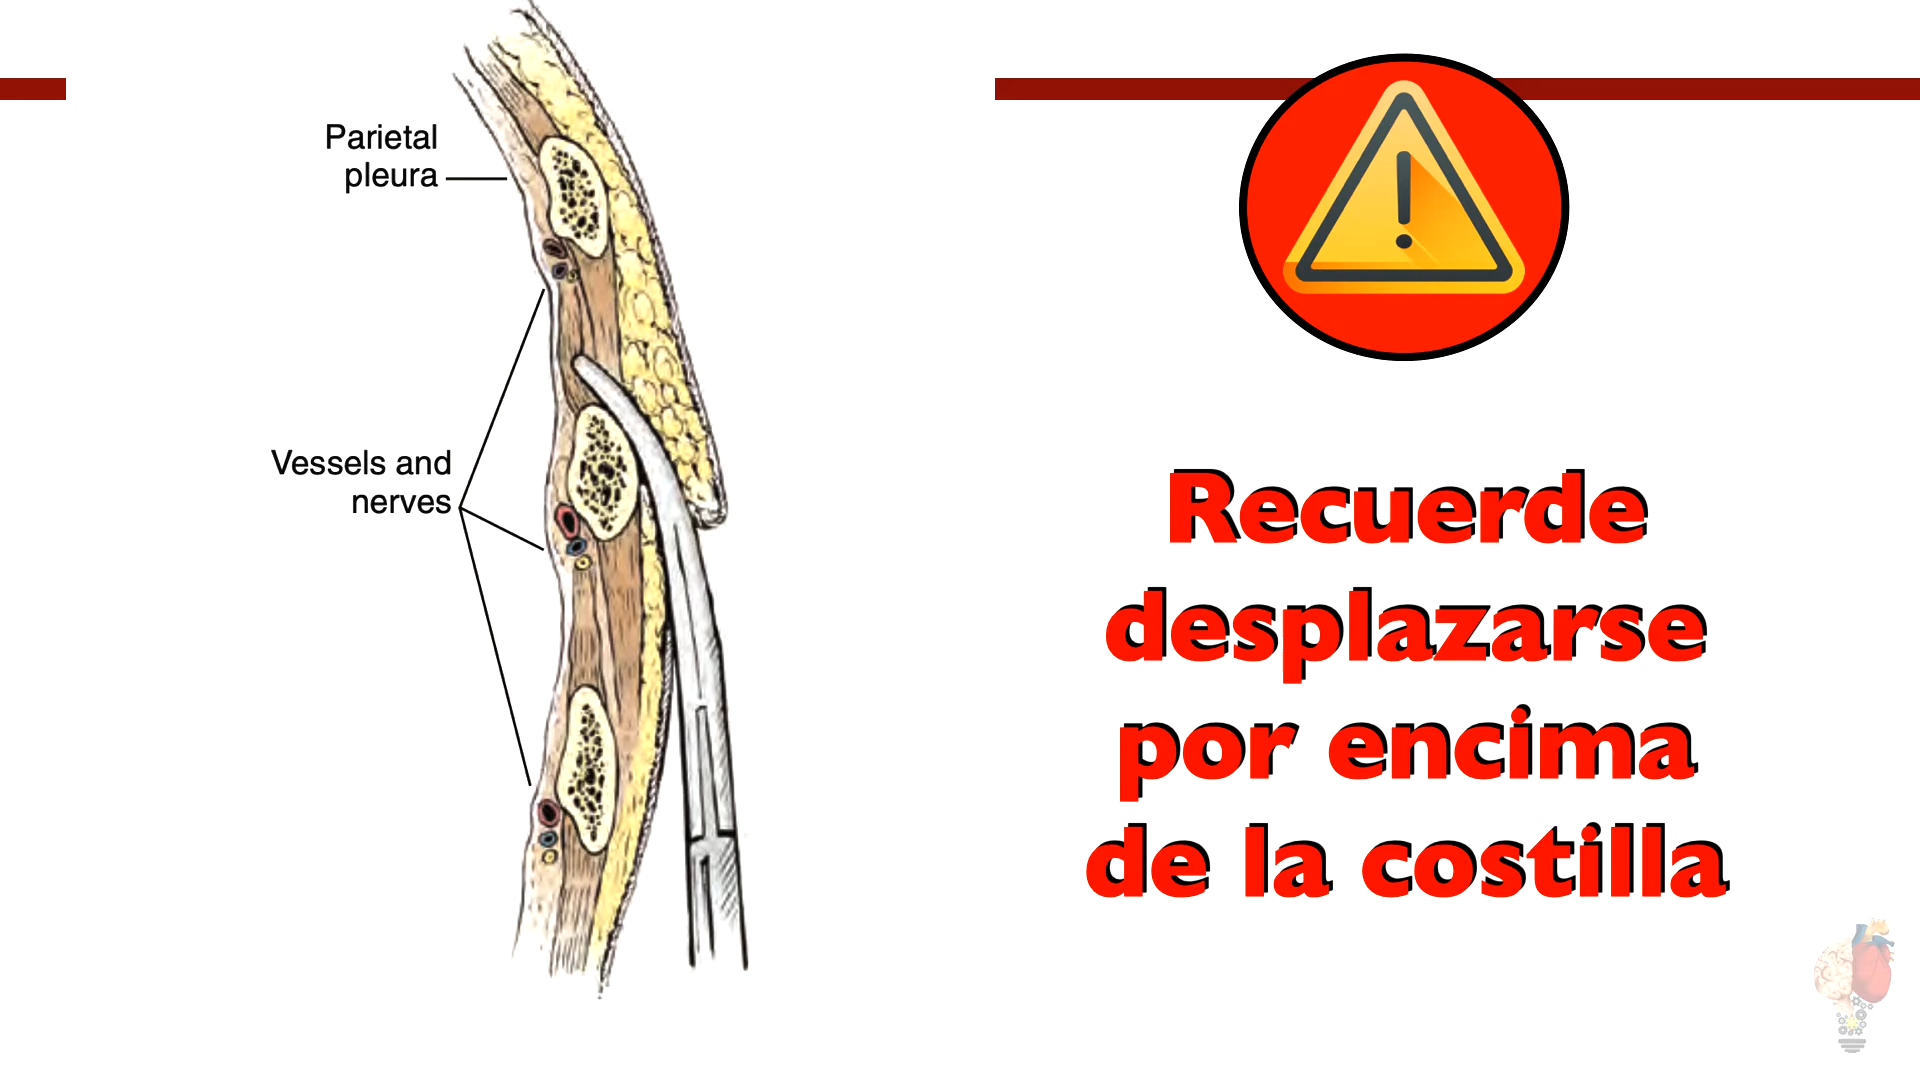 Parietal
pleura
Vessels and
nerves
Recuerde
desplazarse
por encima
de la costilla